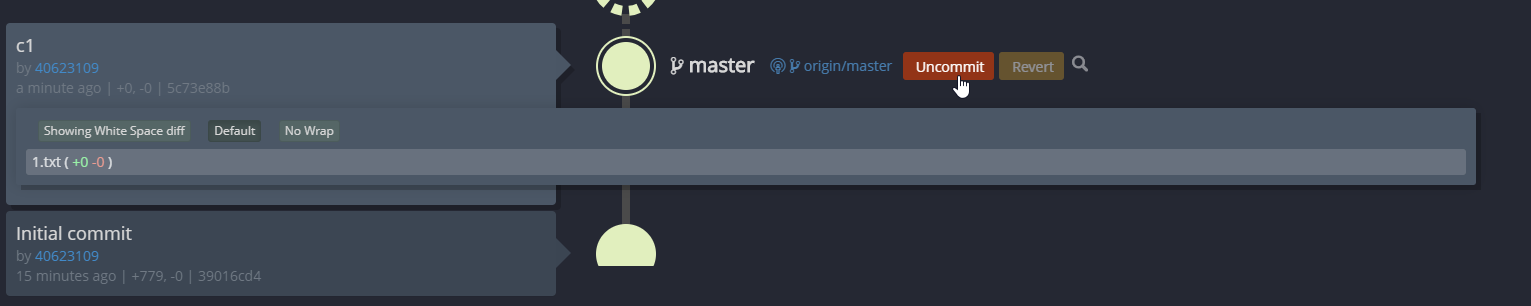 c1
by 40623109
a minute ago | +0, -0 | 5c73e88b
master
origin/master
Uncommit
Revert
Showing White Space diff
Default
No Wrap
1.txt ( +0 -0 )
Initial commit
by 40623109
15 minutes ago | +779, -0 | 39016cd4